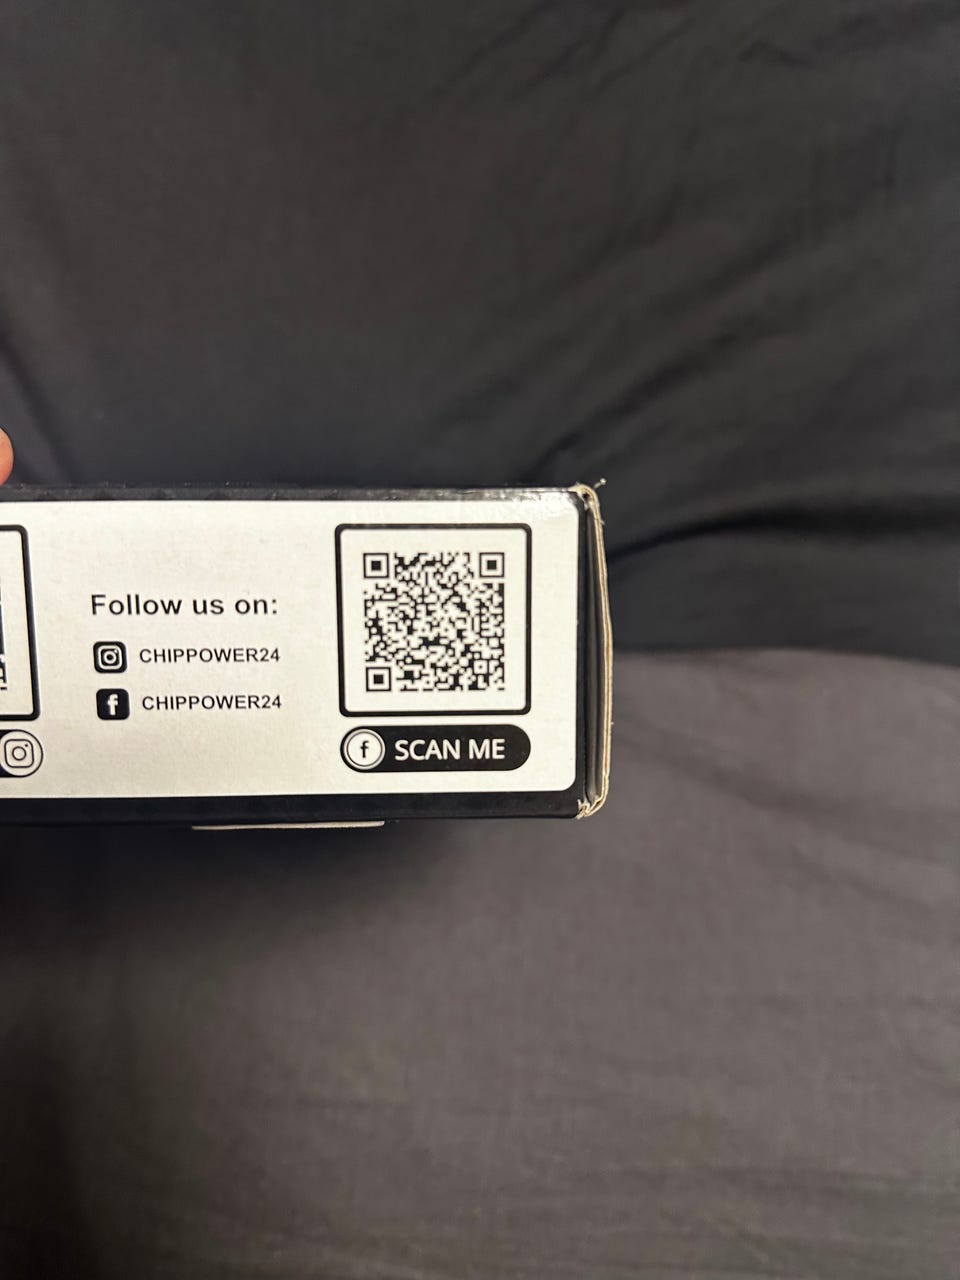 Follow us on:
CHIPPOWER24
f CHIPPOWER24
f SCAN ME